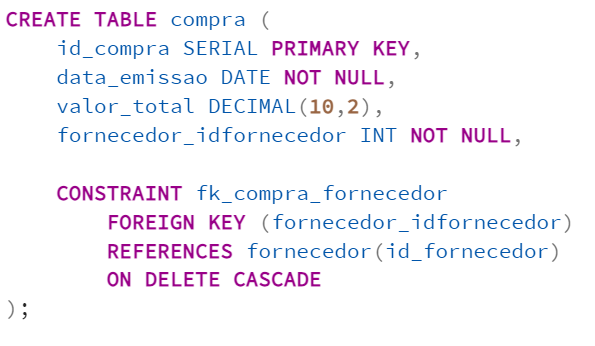 CREATE TABLE compra (
    id_compra SERIAL PRIMARY KEY,
    data_emissao DATE NOT NULL,
    valor_total DECIMAL(10,2),
    fornecedor_idfornecedor INT NOT NULL,

    CONSTRAINT fk_compra_fornecedor
        FOREIGN KEY (fornecedor_idfornecedor)
        REFERENCES fornecedor(id_fornecedor)
        ON DELETE CASCADE
);